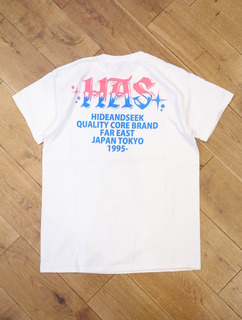 HAS
HIDEANDSEEK
QUALITY CORE BRAND
FAR EAST
JAPAN TOKYO
1995-